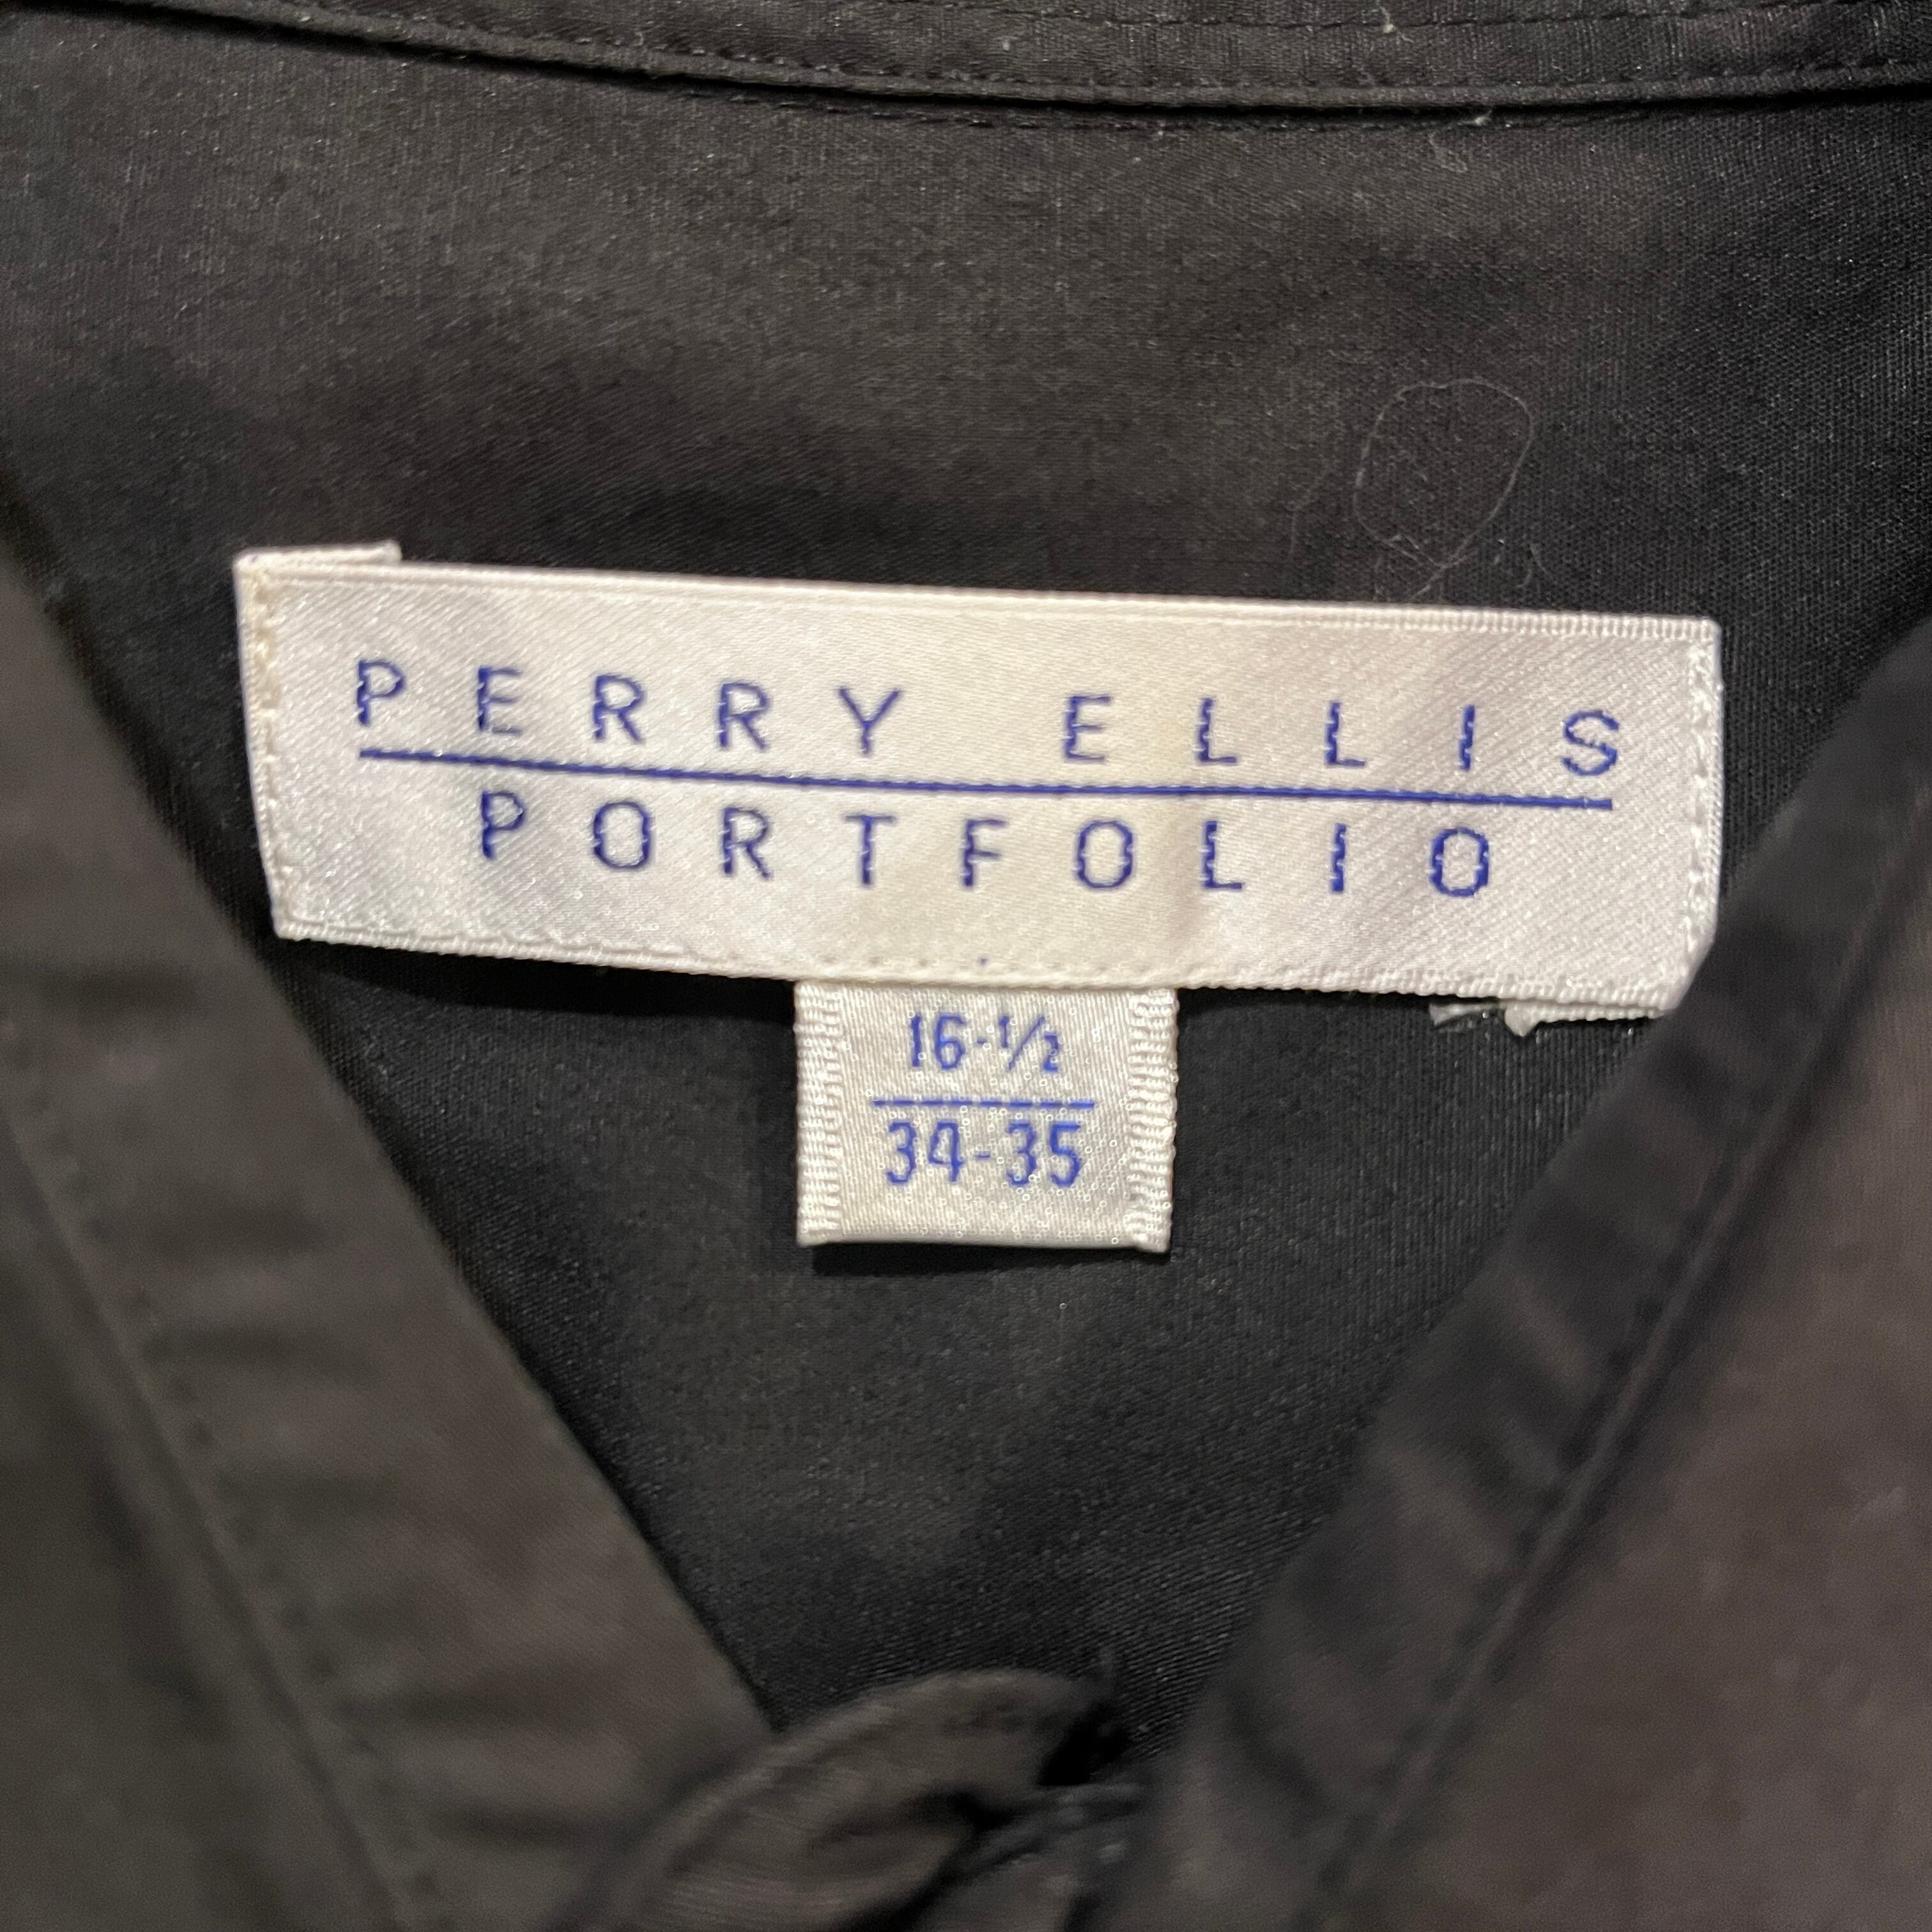 PERRY ELLIS
PORTFOLIO
16-1/2
34-35